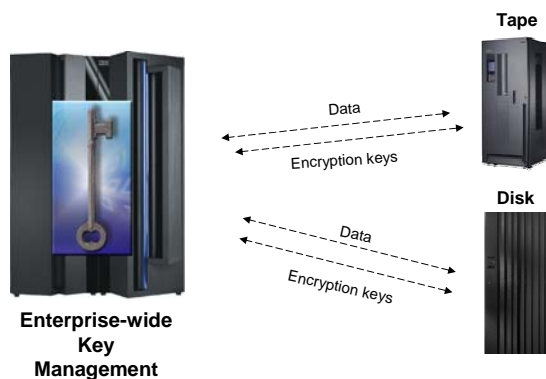 Tape
Data
Encryption keys
Disk
Data
Encryption keys
Enterprise-wide
Key
Management